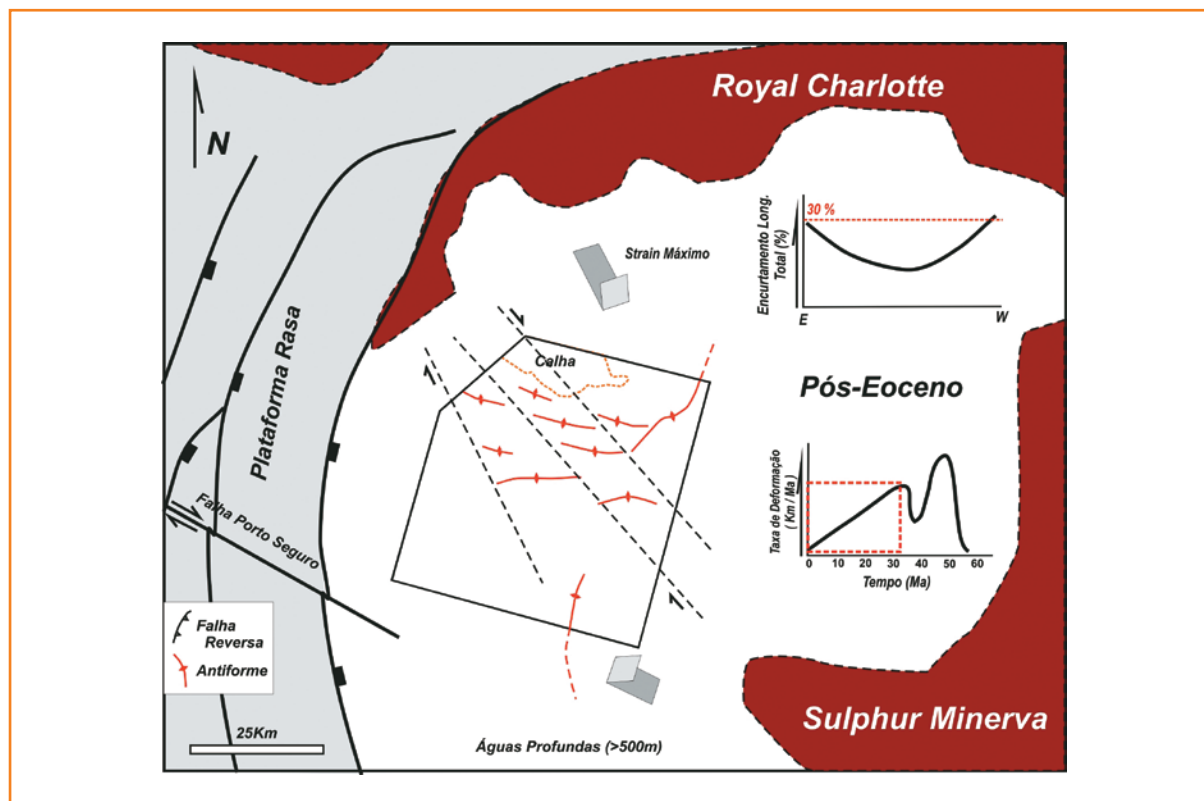 Royal Charlotte
N
30 %
Encurtamento Long.
Total (%)
E
W
Strain Máximo
Calha
Plataforma Rasa
Pós-Eoceno
Taxa de Deformação
( Km / Ma)
0
10
20
30
40
50
60
Tempo (Ma)
Falha Porto Seguro
Falha
Reversa
Antiforme
25Km
Águas Profundas (>500m)
Sulphur Minerva